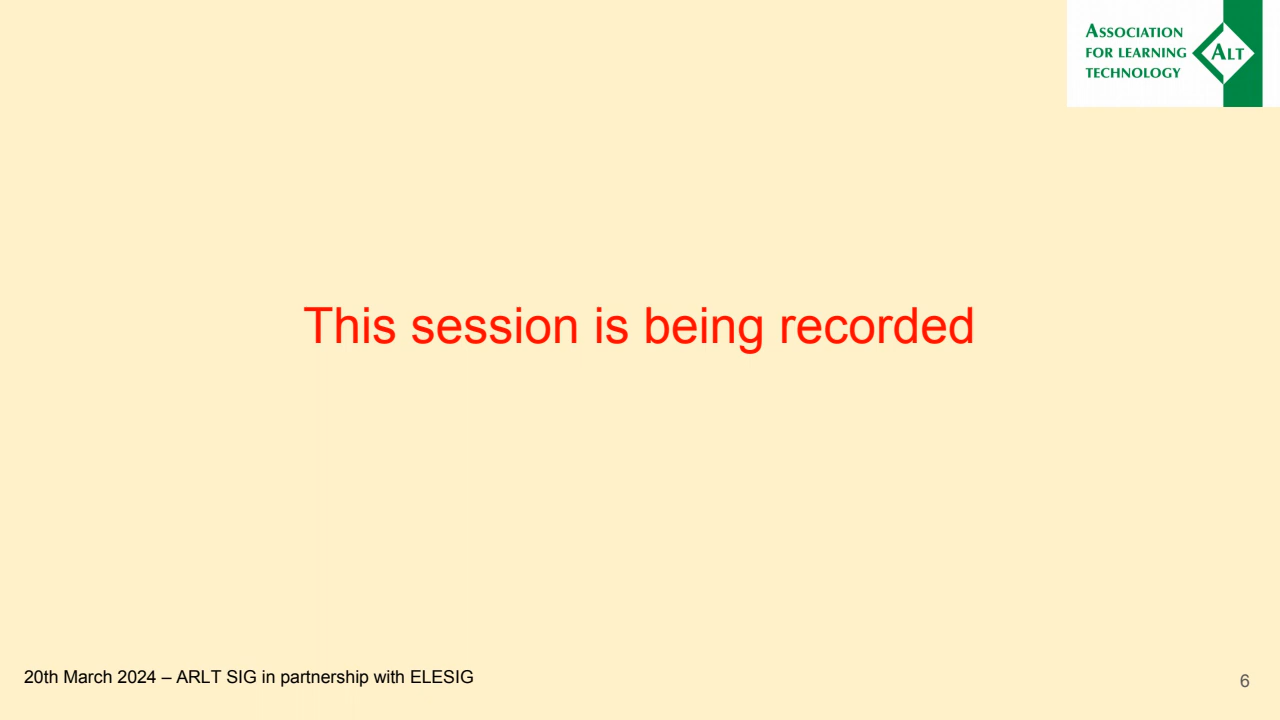 ASSOCIATION
FOR LEARNING
TECHNOLOGY
ALT
This session is being recorded
20th March 2024 – ARLT SIG in partnership with ELESIG
6